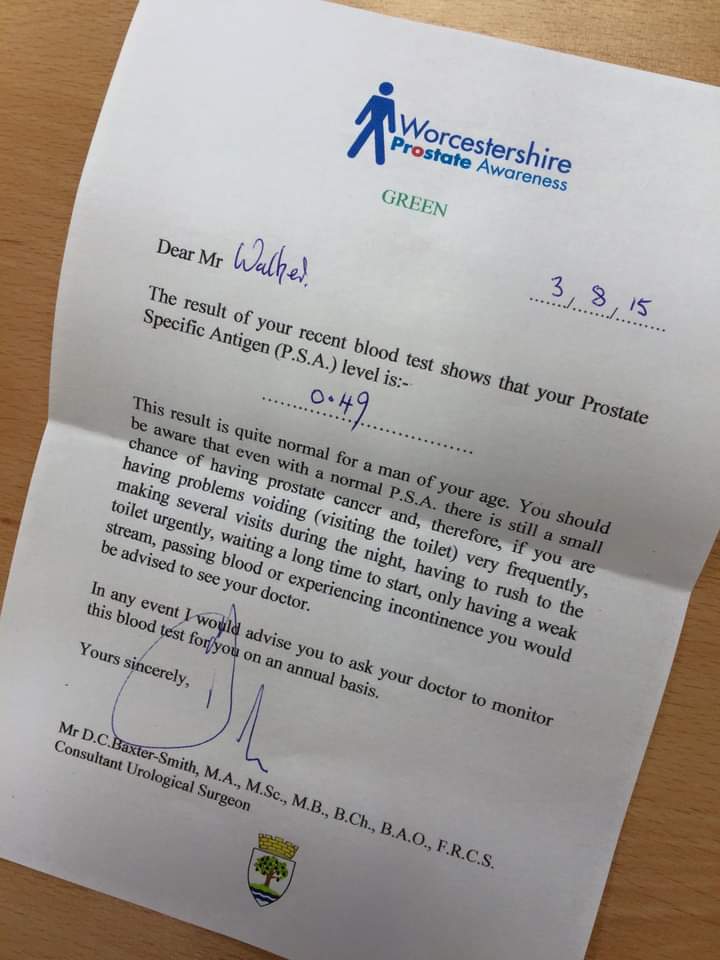 Worcestershire
Prostate Awareness
GREEN
Dear Mr Walker.
3/8/15
The result of your recent blood test shows that your Prostate
Specific Antigen (P.S.A.) level is:-
0.49
This result is quite normal for a man of your age. You should
be aware that even with a normal P.S.A. there is still a small
chance of having prostate cancer and, therefore, if you are
having problems voiding (visiting the toilet) very frequently,
making several visits during the night, having to rush to the
toilet urgently, waiting a long time to start, only having a weak
stream, passing blood or experiencing incontinence you would
be advised to see your doctor.
In any event I would advise you to ask your doctor to monitor
this blood test for you on an annual basis.
Yours sincerely,
Mr D.C.Baxter-Smith, M.A., M.Sc., M.B., B.Ch., B.A.O., F.R.C.S.
Consultant Urological Surgeon